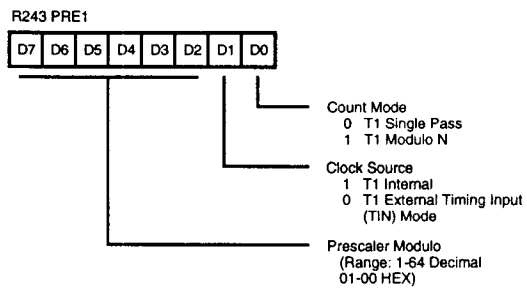 R243 PRE1
D7 D6 D5 D4 D3 D2 D1 D0
Count Mode
0 T1 Single Pass
1 T1 Modulo N
Clock Source
1 T1 Internal
0 T1 External Timing Input
(TIN) Mode
Prescaler Modulo
(Range: 1-64 Decimal
01-00 HEX)